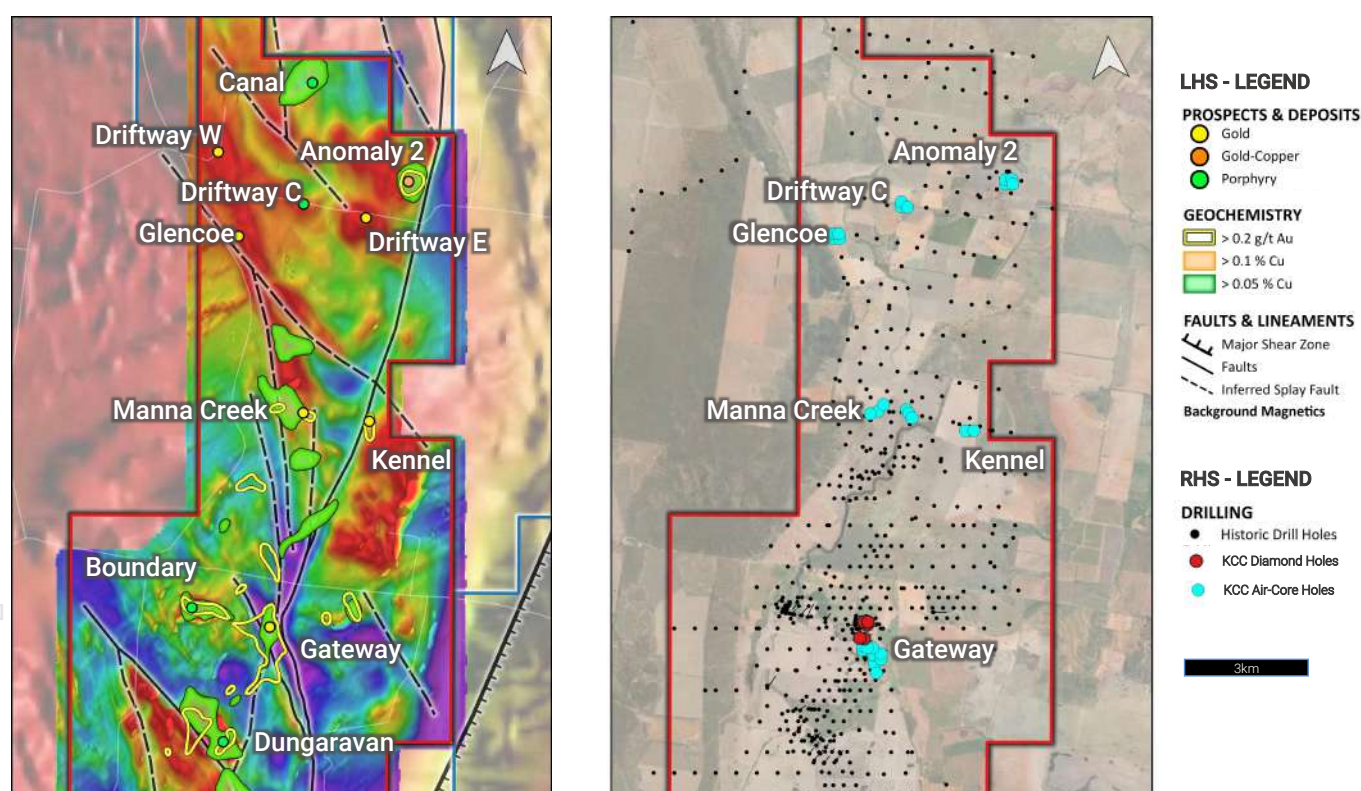 Canal
Driftway W
Anomaly 2
Driftway C
Glencoe
Driftway E
Manna Creek
Kennel
Boundary
Gateway
Dungaravan
Anomaly 2
Driftway C
Glencoe
Manna Creek
Kennel
Gateway
LHS - LEGEND
PROSPECTS & DEPOSITS
Gold
Gold-Copper
Porphyry
GEOCHEMISTRY
> 0.2 g/t Au
> 0.1 % Cu
> 0.05 % Cu
FAULTS & LINEAMENTS
Major Shear Zone
Faults
Inferred Splay Fault
Background Magnetics
RHS - LEGEND
DRILLING
Historic Drill Holes
KCC Diamond Holes
KCC Air-Core Holes
3km